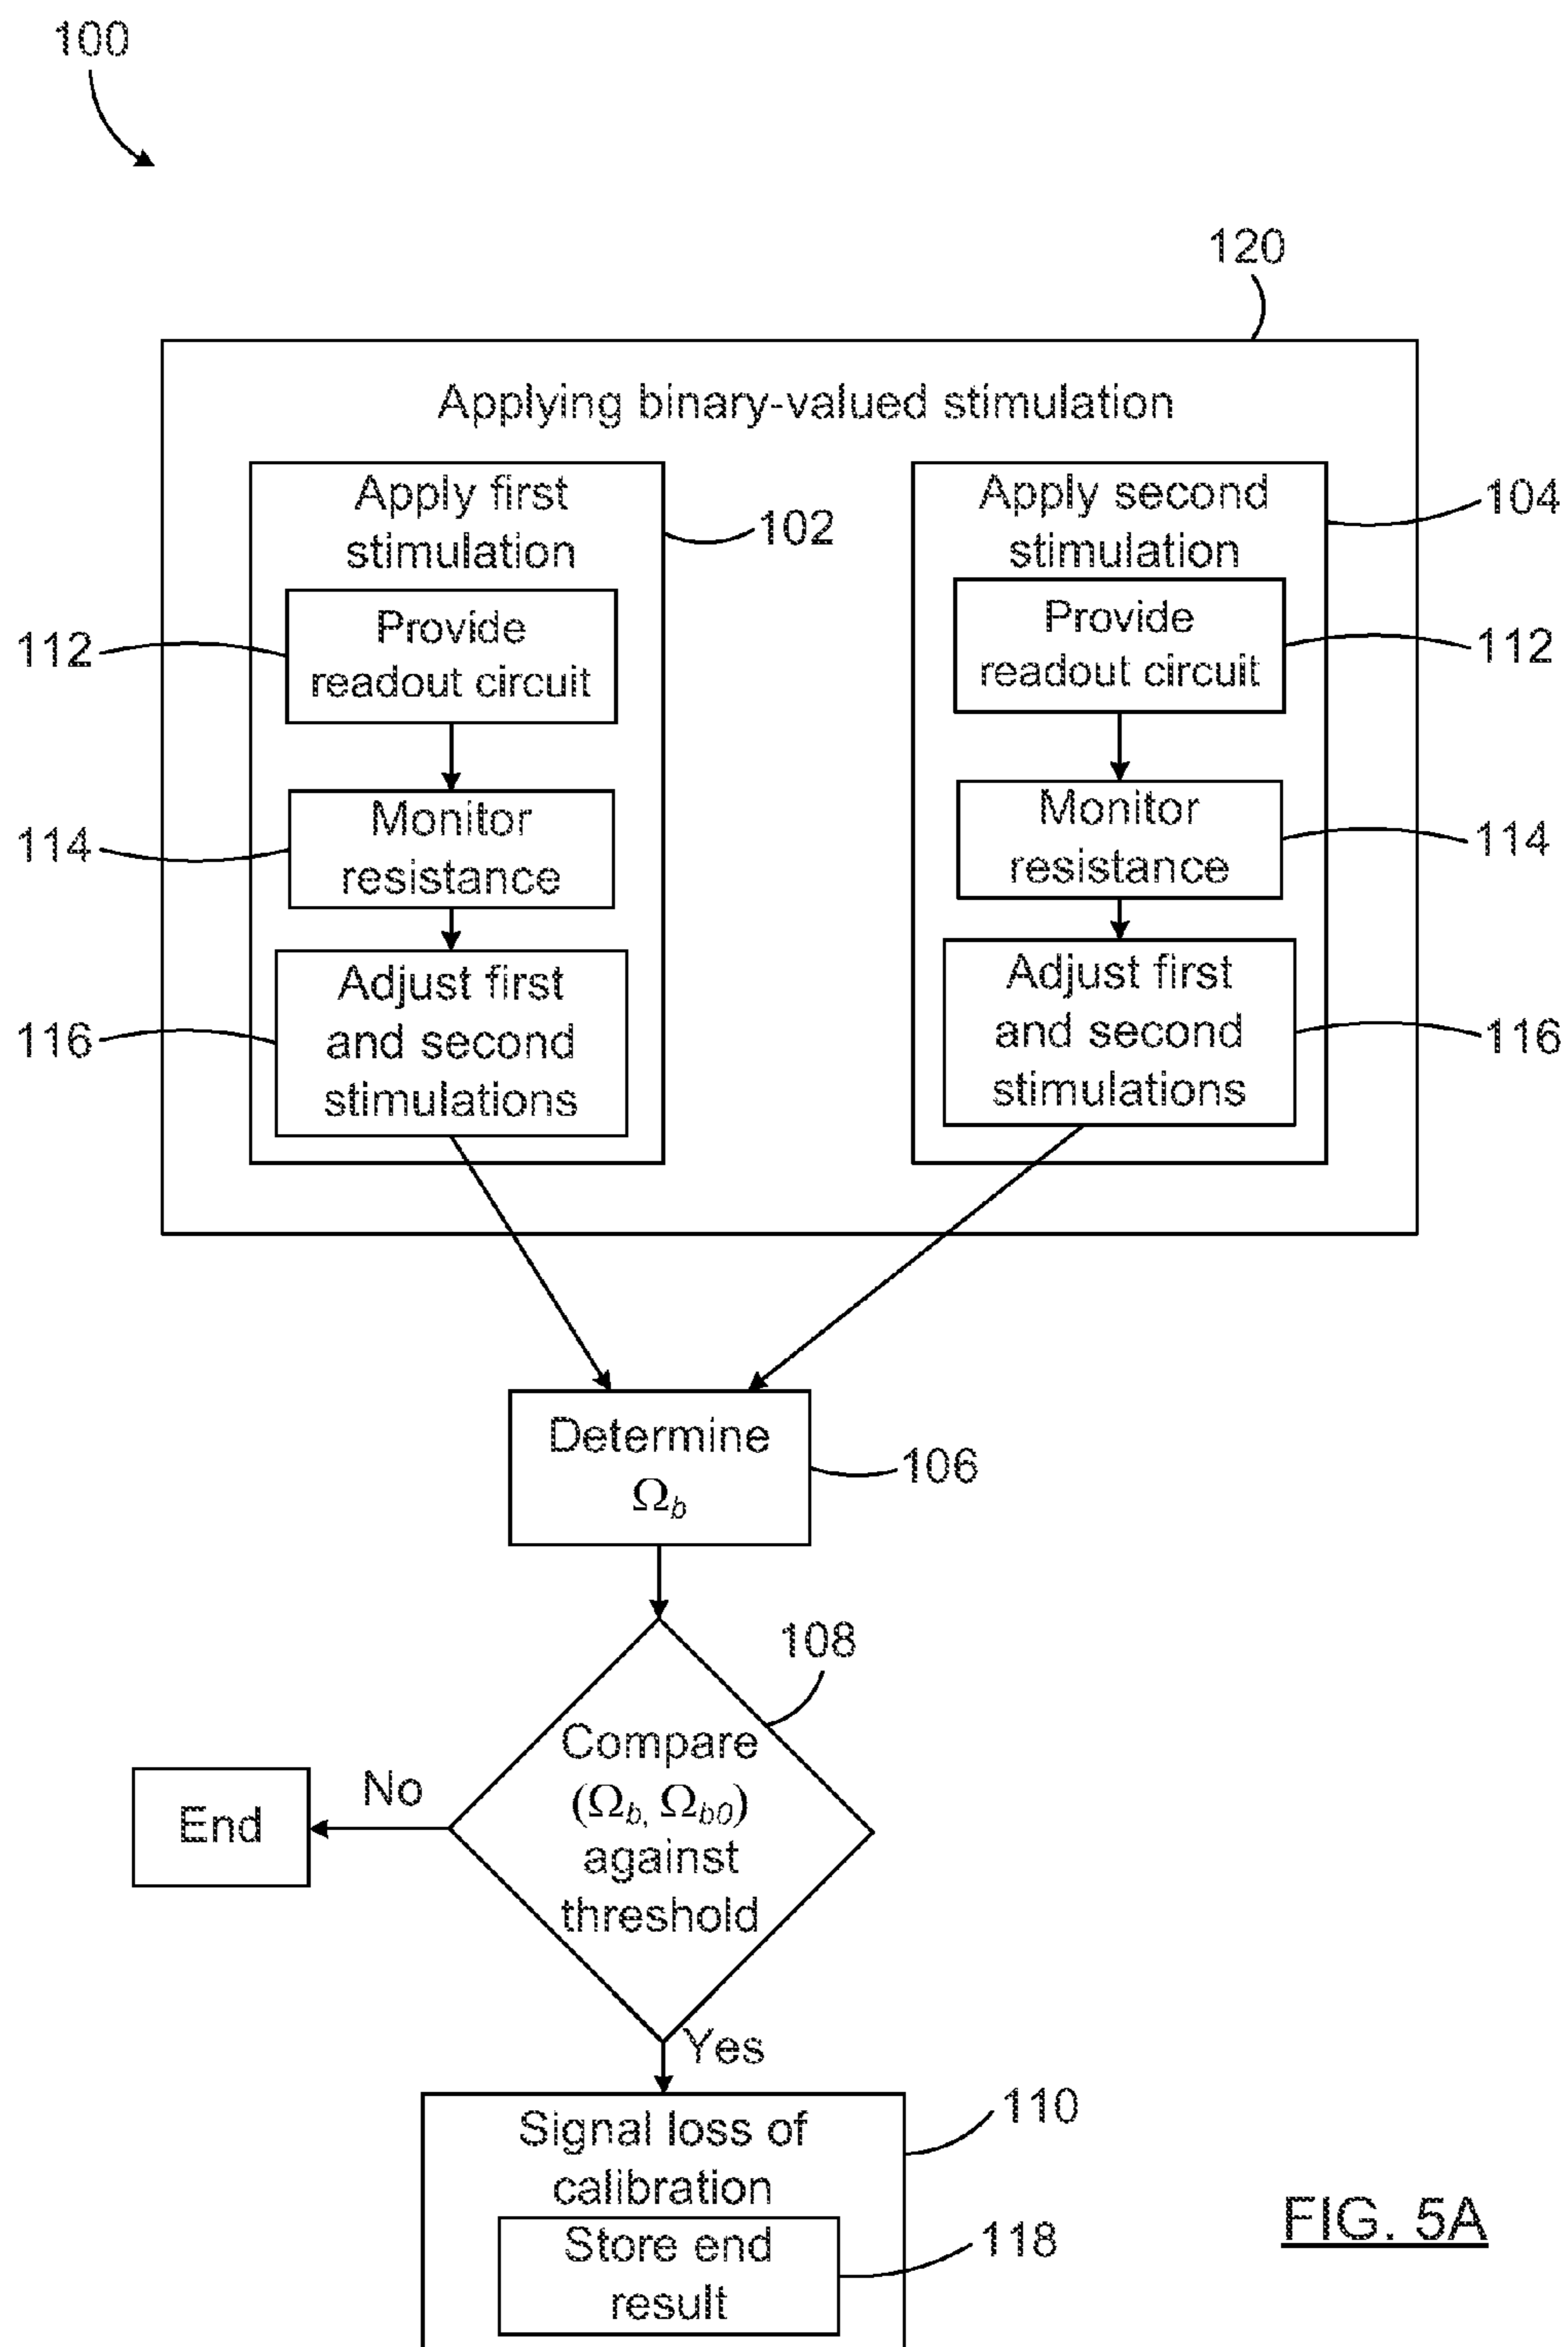 100
120
Applying binary-valued stimulation
Apply first
stimulation
102
Provide
readout circuit
112
Monitor
resistance
114
Adjust first
and second
stimulations
116
Apply second
stimulation
104
Provide
readout circuit
112
Monitor
resistance
114
Adjust first
and second
stimulations
116
Determine
Ωb
106
108
Compare
(Ωb, Ωb0)
against
threshold
No
End
Yes
Signal loss of
calibration
110
Store end
result
118
FIG. 5A